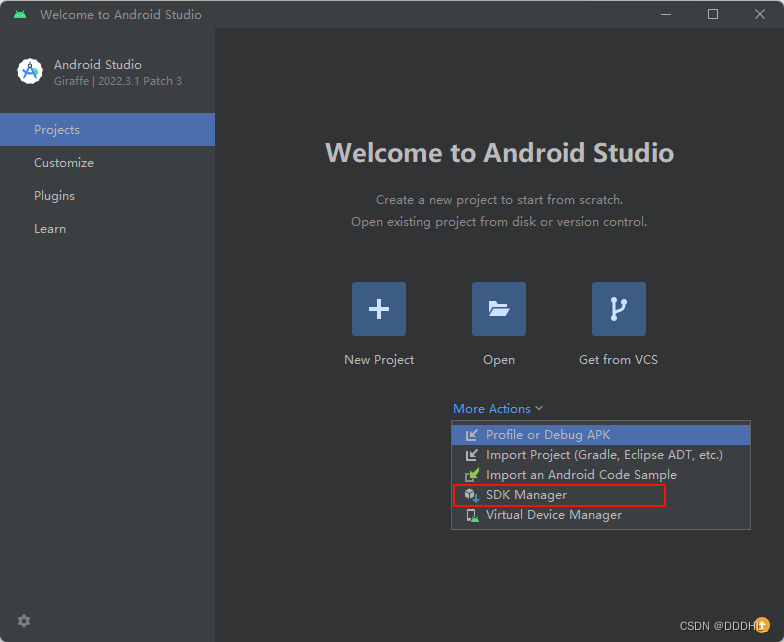 Welcome to Android Studio
Android Studio
Giraffe | 2022.3.1 Patch 3
Projects
Customize
Plugins
Learn
Welcome to Android Studio
Create a new project to start from scratch.
Open existing project from disk or version control.
New Project
Open
Get from VCS
More Actions
Profile or Debug APK
Import Project (Gradle, Eclipse ADT, etc.)
Import an Android Code Sample
SDK Manager
Virtual Device Manager
CSDN